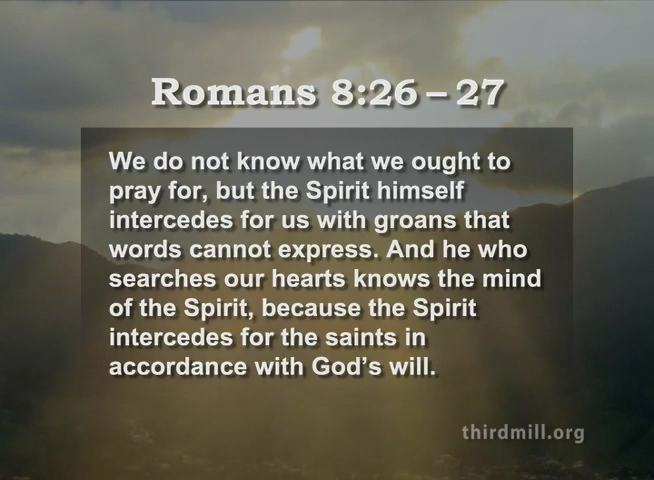 Romans 8:26 – 27
We do not know what we ought to
pray for, but the Spirit himself
intercedes for us with groans that
words cannot express. And he who
searches our hearts knows the mind
of the Spirit, because the Spirit
intercedes for the saints in
accordance with God’s will.
thirdmill.org